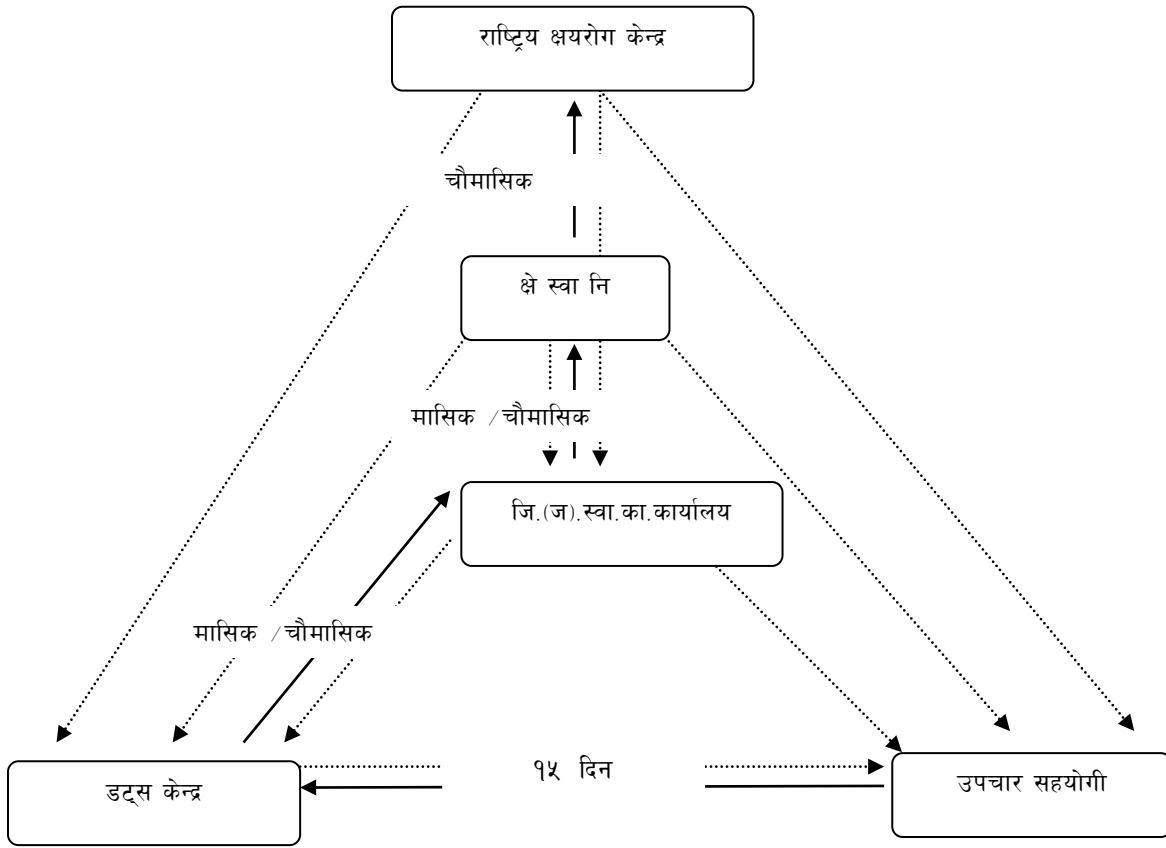 राष्ट्रिय क्षयरोग केन्द्र
चौमासिक
क्षे स्वा नि
मासिक /चौमासिक
जि.(ज).स्वा.का.कार्यालय
मासिक /चौमासिक
डट्स केन्द्र
१५ दिन
उपचार सहयोगी